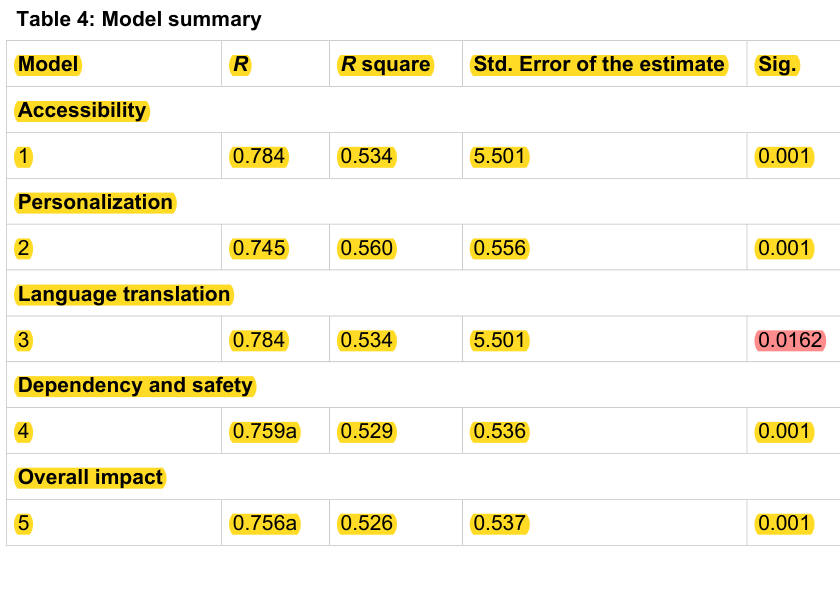 Table 4: Model summary
Model R R square Std. Error of the estimate Sig.
Accessibility
1 0.784 0.534 5.501 0.001
Personalization
2 0.745 0.560 0.556 0.001
Language translation
3 0.784 0.534 5.501 0.0162
Dependency and safety
4 0.759a 0.529 0.536 0.001
Overall impact
5 0.756a 0.526 0.537 0.001